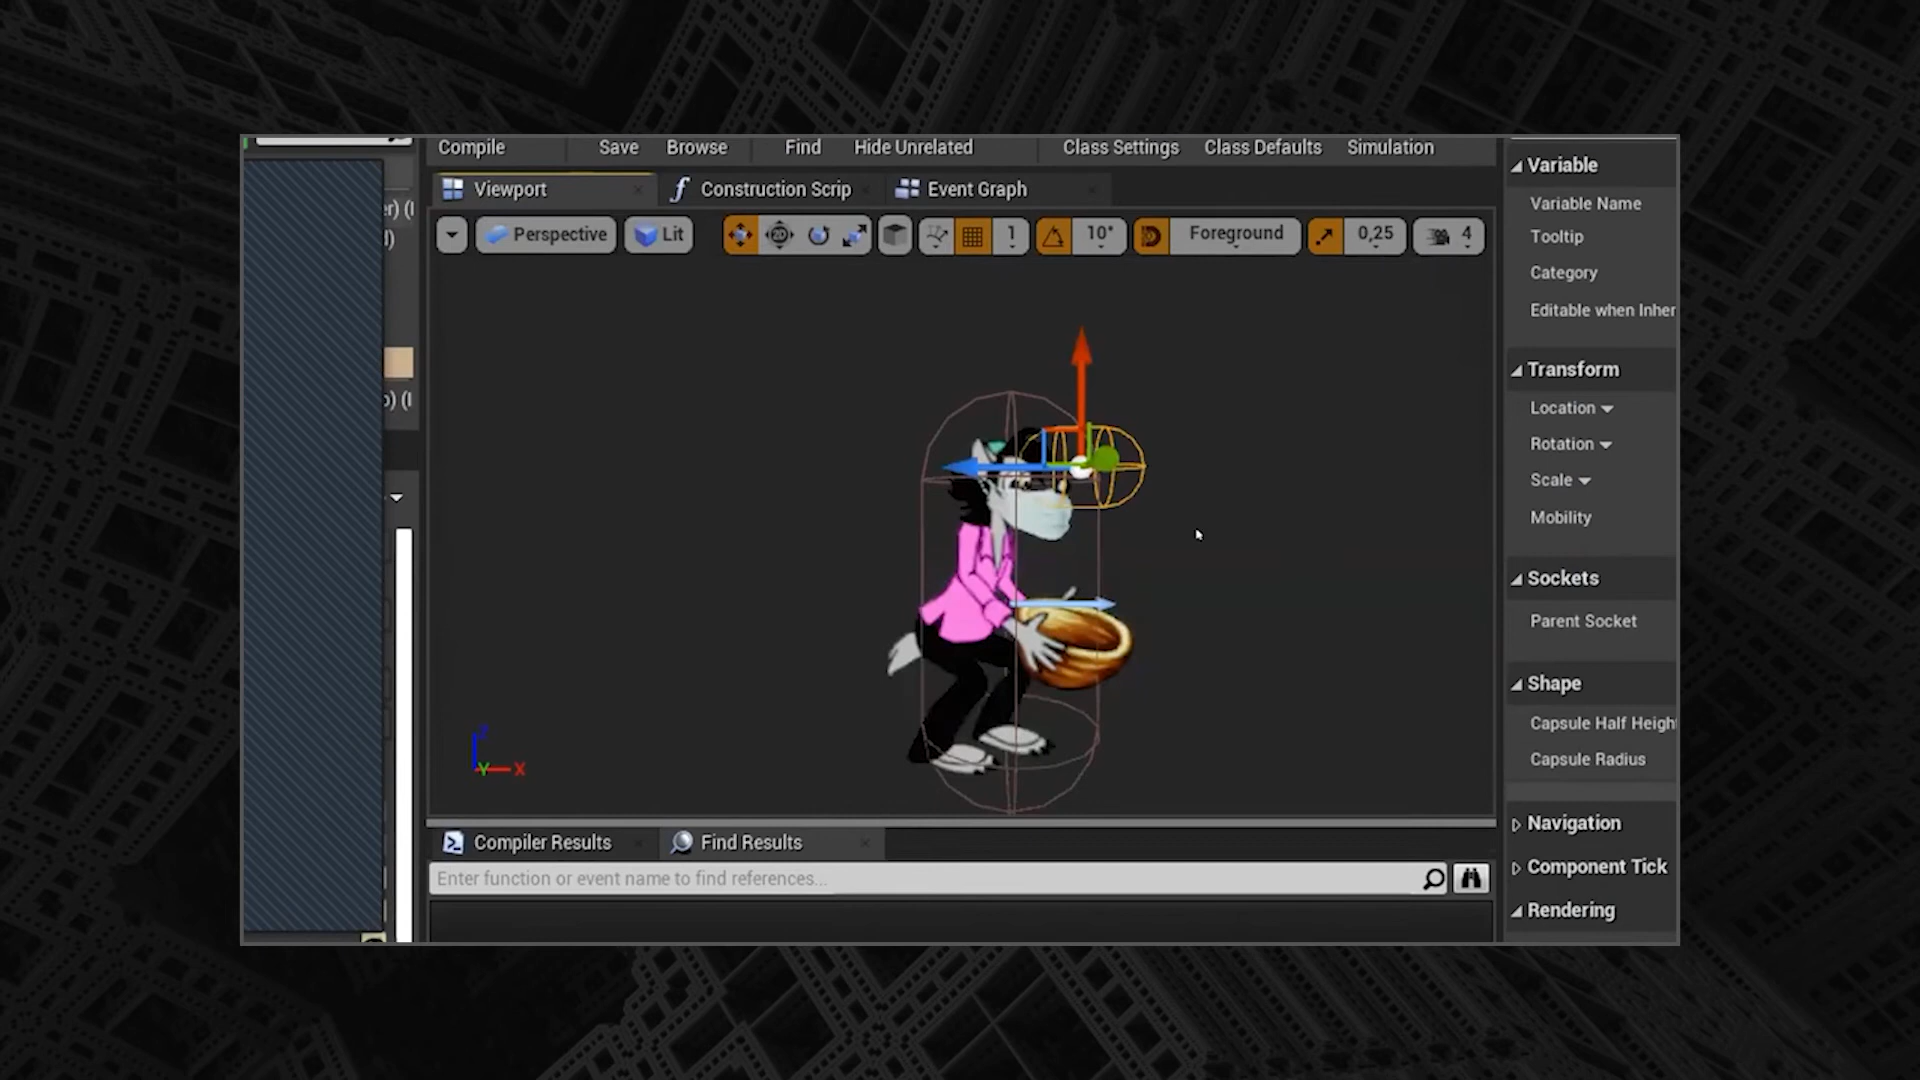 Compile Save Browse Find Hide Unrelated Class Settings Class Defaults Simulation
Viewport Construction Scrip Event Graph
Perspective Lit 2D 1 10° Foreground 0,25 4
er) (I
)
o) (I
Z
Y X
Compiler Results Find Results
Enter function or event name to find references...
Variable
Variable Name
Tooltip
Category
Editable when Inher
Transform
Location
Rotation
Scale
Mobility
Sockets
Parent Socket
Shape
Capsule Half Heigh
Capsule Radius
Navigation
Component Tick
Rendering